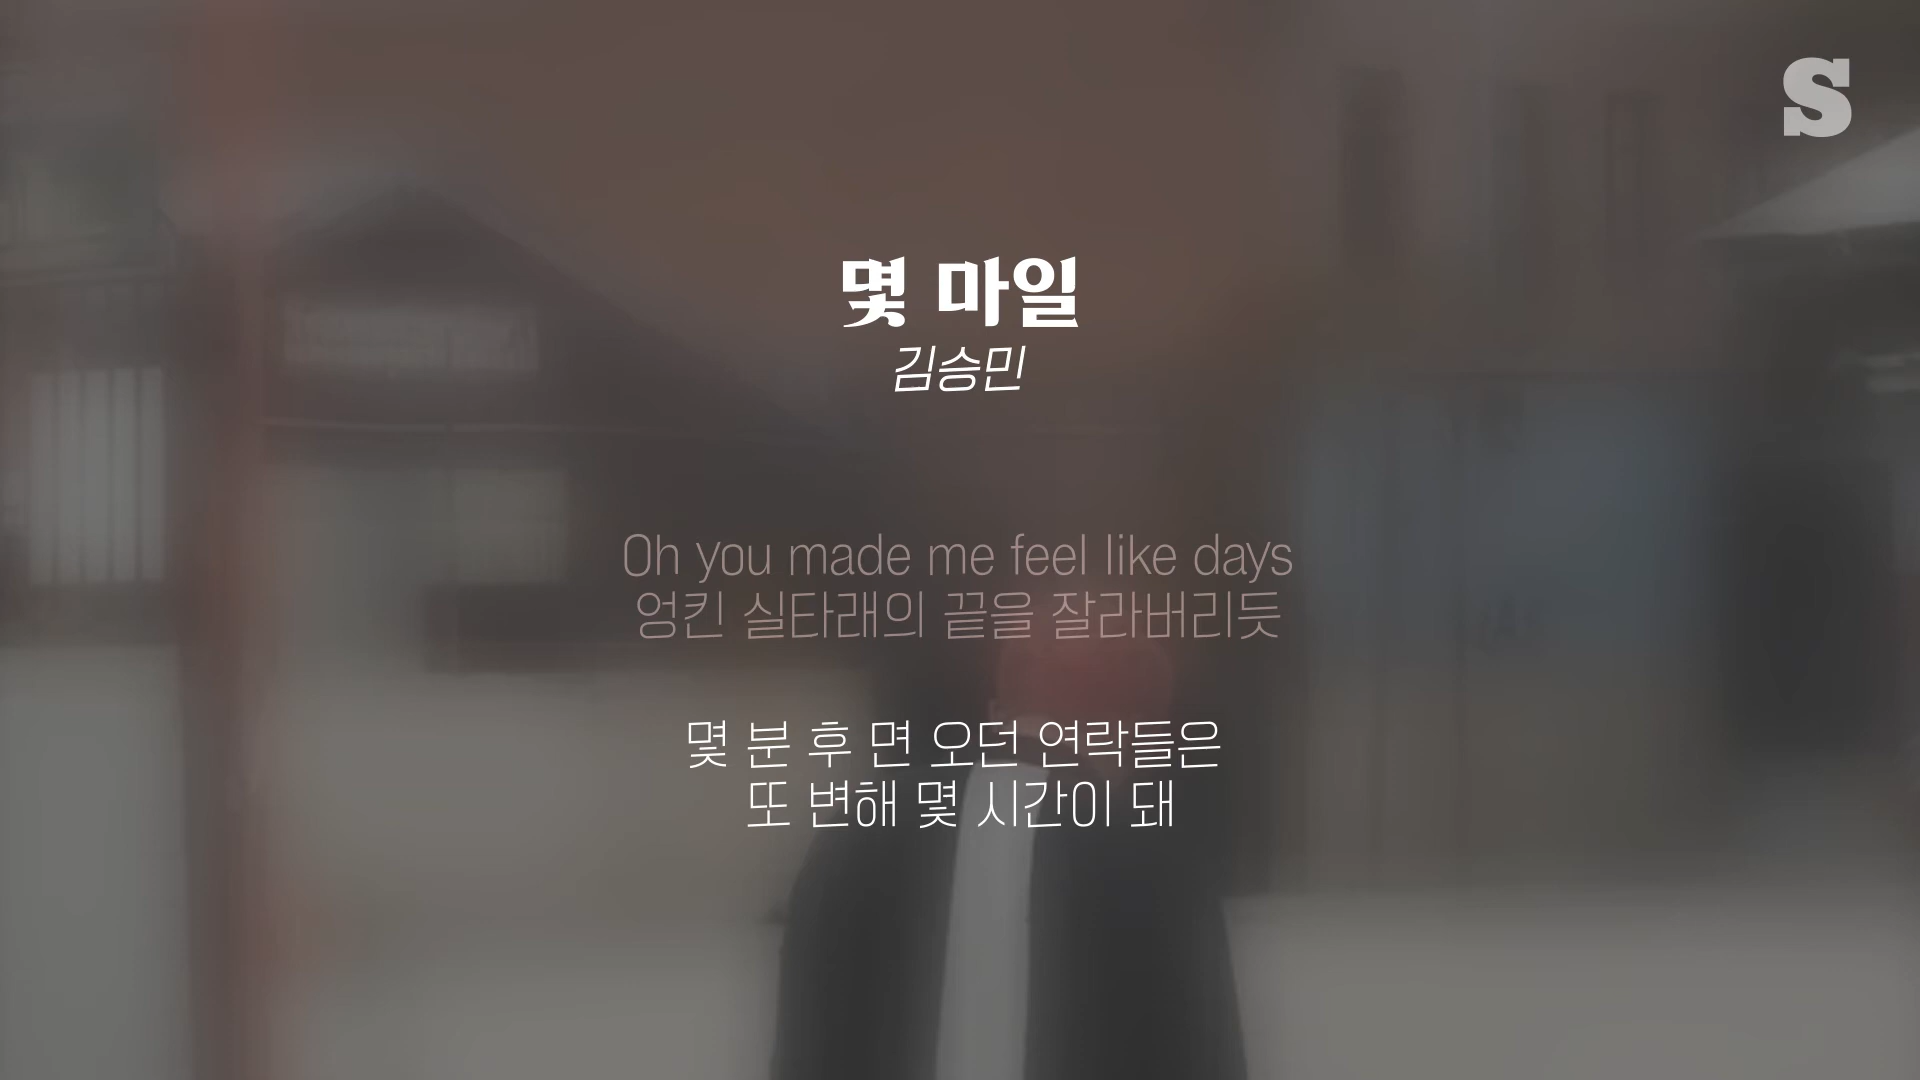 S
몇 마일
김승민
Oh you made me feel like days
엉킨 실타래의 끝을 잘라버리듯
몇 분 후 면 오던 연락들은
또 변해 몇 시간이 돼